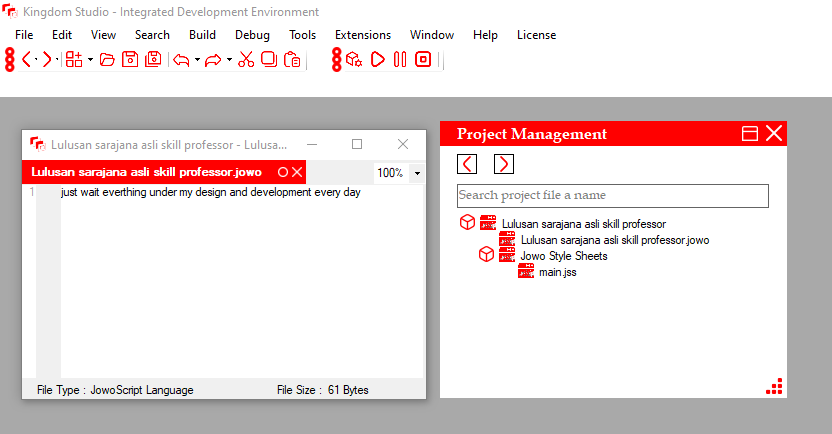 Kingdom Studio - Integrated Development Environment
File Edit View Search Build Debug Tools Extensions Window Help License
Lulusan sarajana asli skill professor - Lulusa...
Lulusan sarajana asli skill professor.jowo
100%
1 just wait everthing under my design and development every day
File Type : JowoScript Language File Size : 61 Bytes
Project Management
Search project file a name
Lulusan sarajana asli skill professor
Lulusan sarajana asli skill professor.jowo
Jowo Style Sheets
main.jss